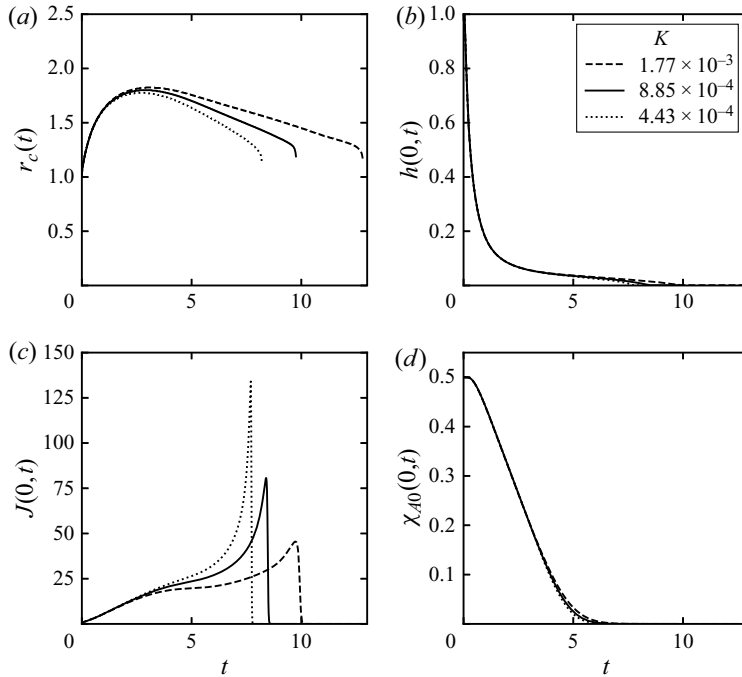 (a)
2.5
2.0
1.5
1.0
0.5
0
5
10
r_c(t)
(b)
1.0
0.8
0.6
0.4
0.2
0
5
10
h(0,t)
K
1.77 × 10⁻³
8.85 × 10⁻⁴
4.43 × 10⁻⁴
(c)
150
125
100
75
50
25
0
5
10
J(0,t)
t
(d)
0.5
0.4
0.3
0.2
0.1
0
5
10
χ_A0(0,t)
t